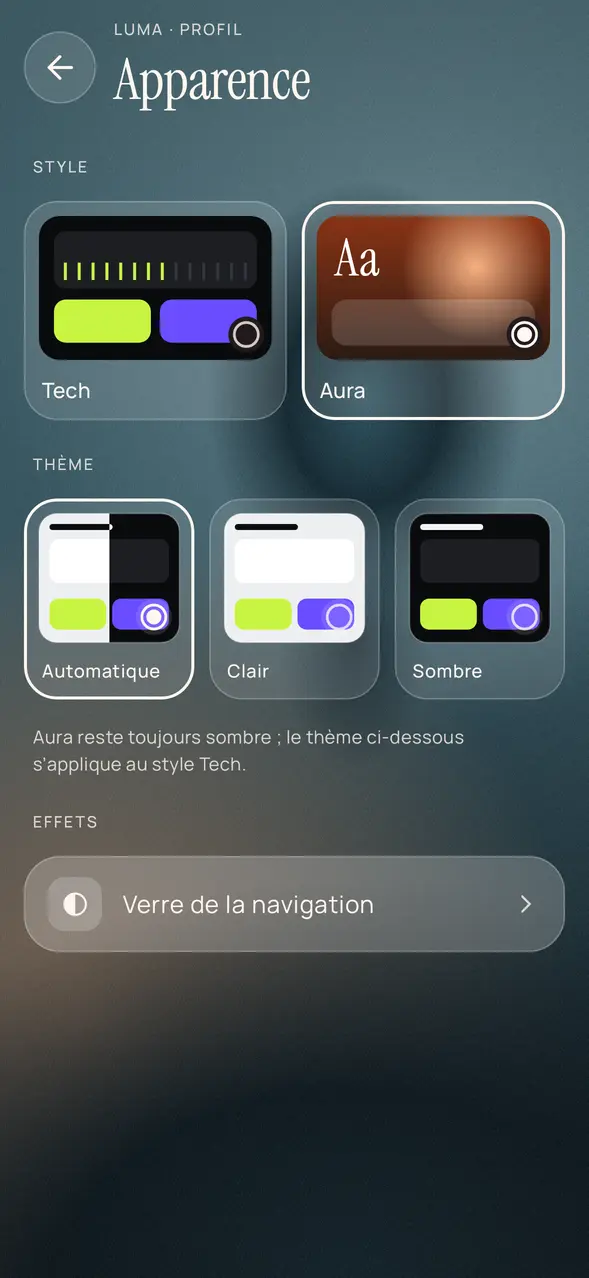 LUMA · PROFIL
Apparence
STYLE
Aa
Tech
Aura
THÈME
Automatique
Clair
Sombre
Aura reste toujours sombre ; le thème ci-dessous
s'applique au style Tech.
EFFETS
Verre de la navigation